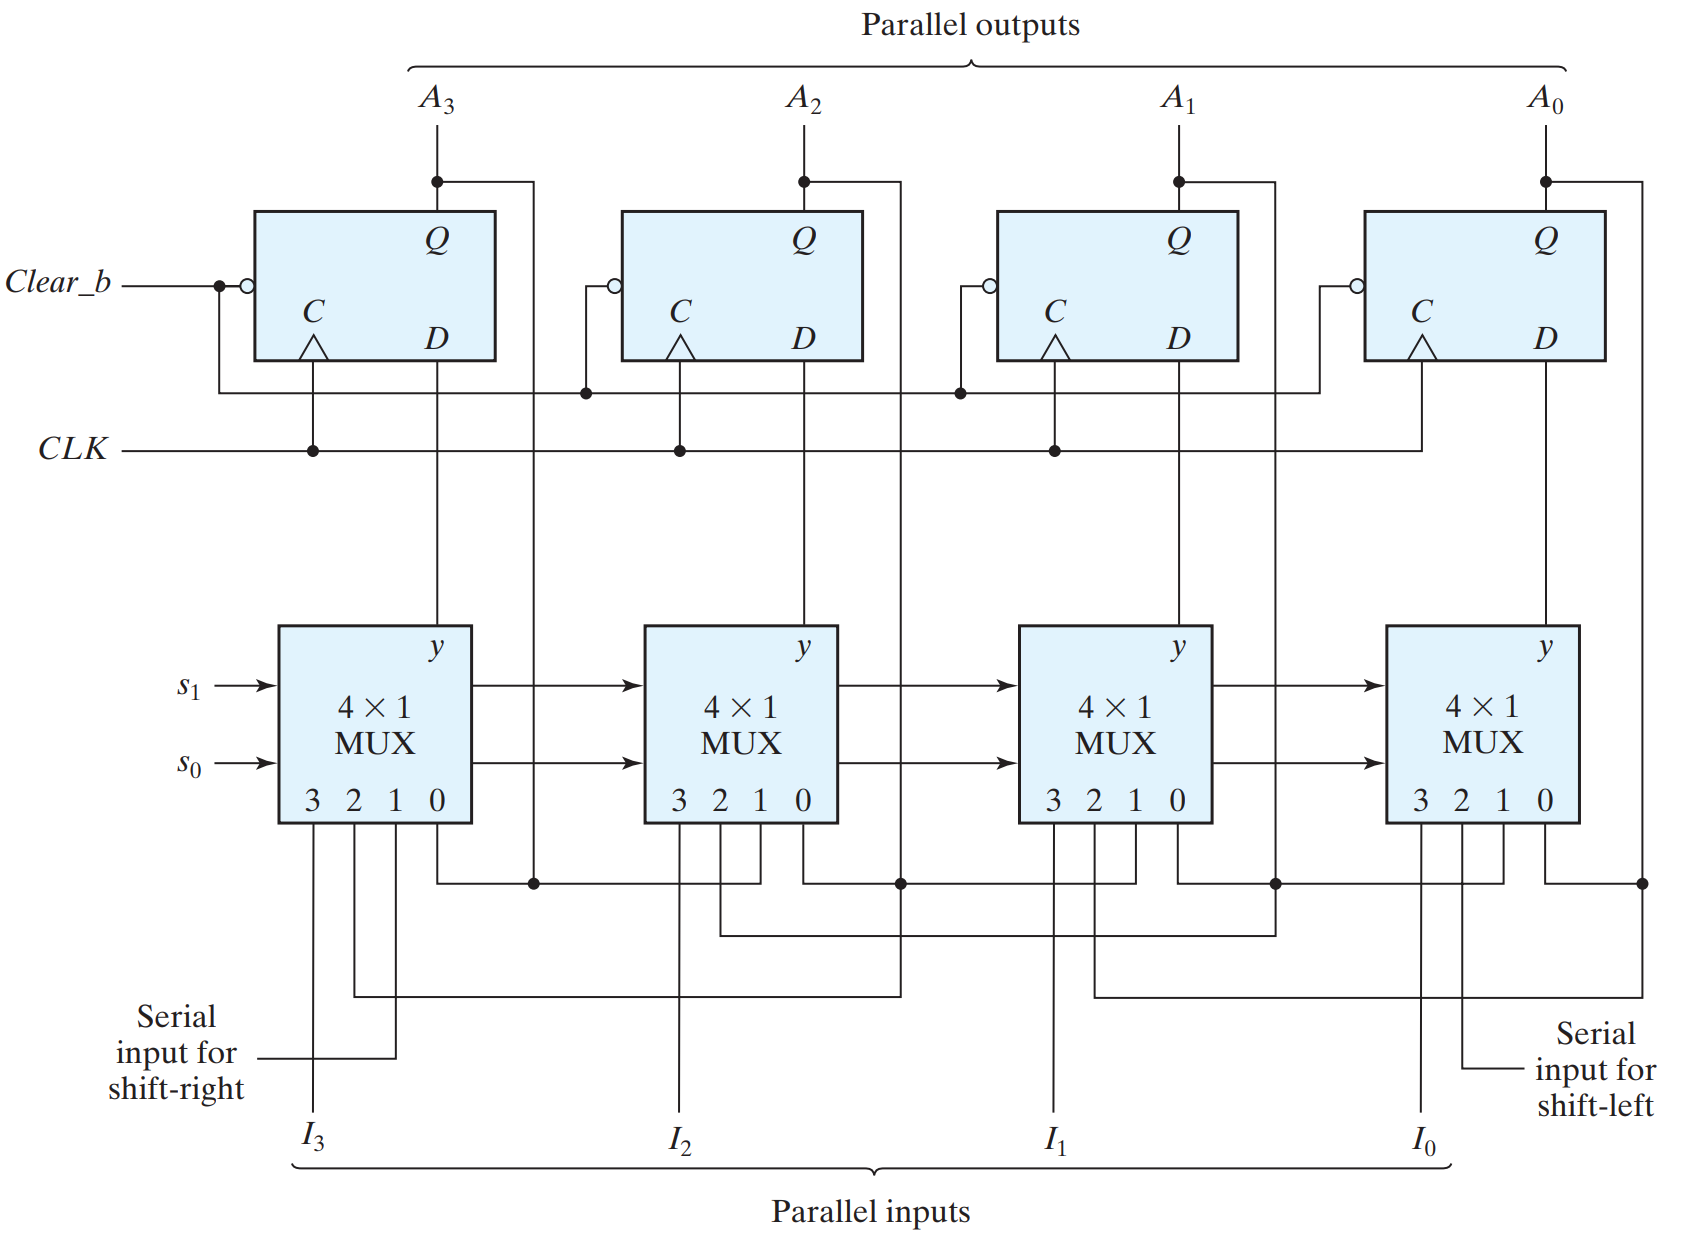 Parallel outputs
A₃ A₂ A₁ A₀
Q Q Q Q
Clear_b
C C C C
D D D D
CLK
y y y y
s₁
4 × 1 4 × 1 4 × 1 4 × 1
MUX MUX MUX MUX
s₀
3 2 1 0 3 2 1 0 3 2 1 0 3 2 1 0
Serial
input for
shift-right
Serial
input for
shift-left
I₃ I₂ I₁ I₀
Parallel inputs